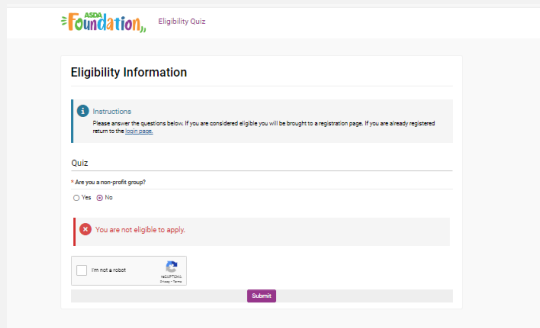 ASDA
Foundation
Eligibility Quiz
Eligibility Information
Instructions
Please answer the questions below. If you are considered eligible you will be brought to a registration page. If you are already registered
return to the login page.
Quiz
* Are you a non-profit group?
Yes No
You are not eligible to apply.
I'm not a robot
reCAPTCHA
Privacy - Terms
Submit